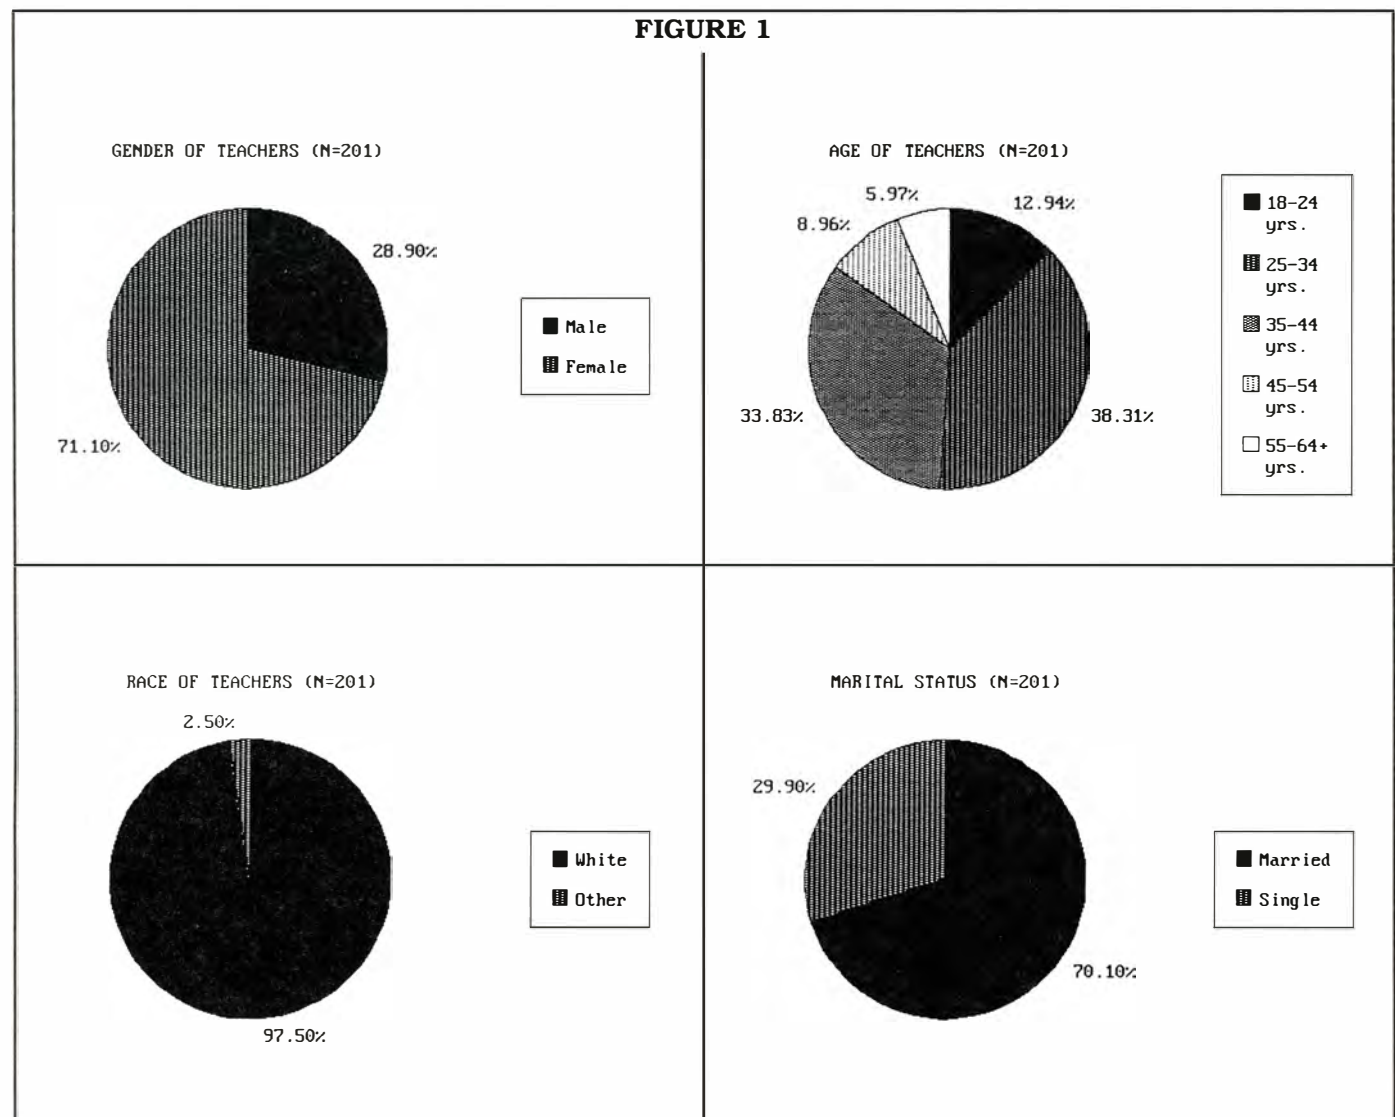 FIGURE 1
GENDER OF TEACHERS (N=201)
28.90%
71.10%
Male
Female
AGE OF TEACHERS (N=201)
5.97%
12.94%
8.96%
33.83%
38.31%
18-24
yrs.
25-34
yrs.
35-44
yrs.
45-54
yrs.
55-64+
yrs.
RACE OF TEACHERS (N=201)
2.50%
97.50%
White
Other
MARITAL STATUS (N=201)
29.90%
70.10%
Married
Single